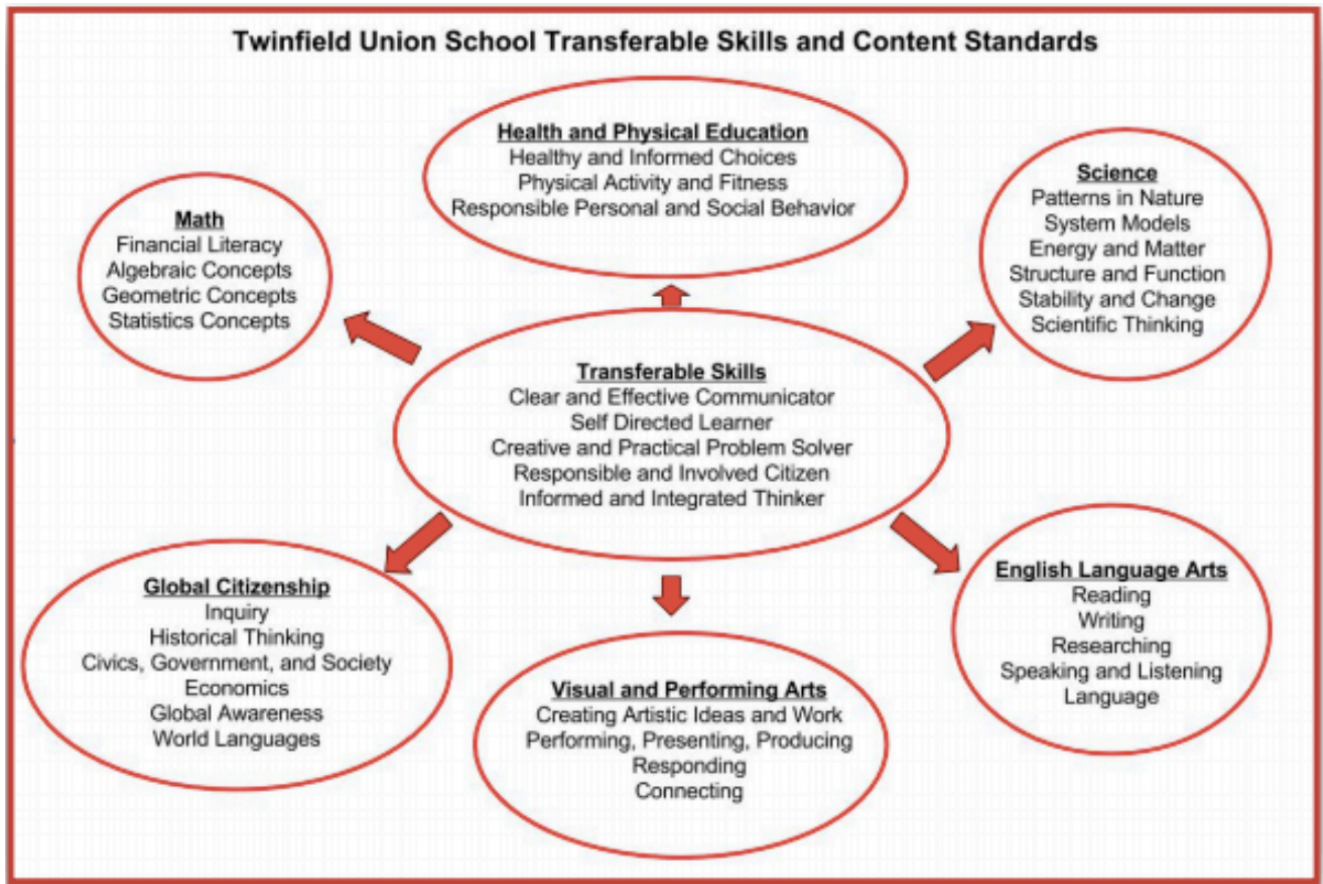 Twinfield Union School Transferable Skills and Content Standards
Health and Physical Education
Healthy and Informed Choices
Physical Activity and Fitness
Responsible Personal and Social Behavior
Science
Patterns in Nature
System Models
Energy and Matter
Structure and Function
Stability and Change
Scientific Thinking
Math
Financial Literacy
Algebraic Concepts
Geometric Concepts
Statistics Concepts
Transferable Skills
Clear and Effective Communicator
Self Directed Learner
Creative and Practical Problem Solver
Responsible and Involved Citizen
Informed and Integrated Thinker
Global Citizenship
Inquiry
Historical Thinking
Civics, Government, and Society
Economics
Global Awareness
World Languages
Visual and Performing Arts
Creating Artistic Ideas and Work
Performing, Presenting, Producing
Responding
Connecting
English Language Arts
Reading
Writing
Researching
Speaking and Listening
Language